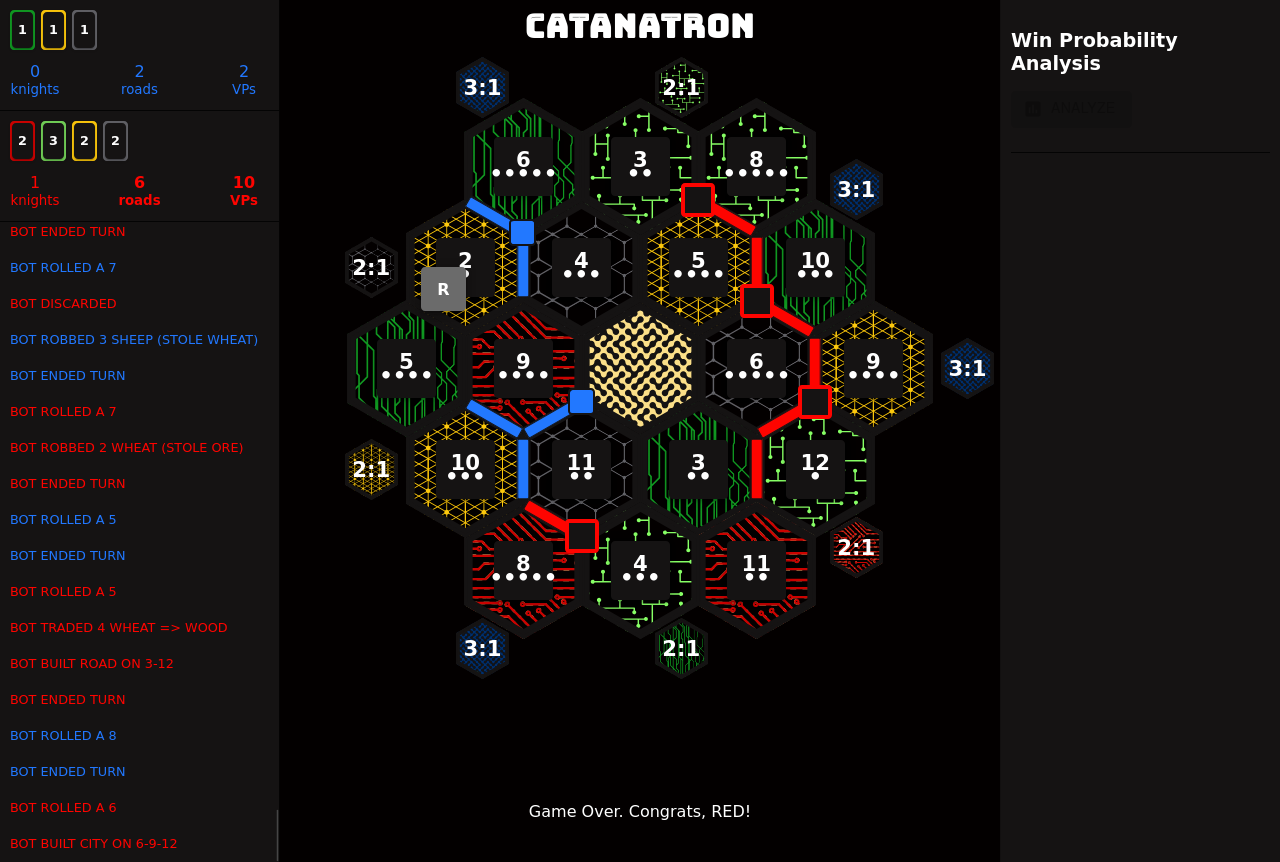 CATANATRON
1 1 1
0 2 2
knights roads VPs
2 3 2 2
1 6 10
knights roads VPs
BOT ENDED TURN
BOT ROLLED A 7
BOT DISCARDED
BOT ROBBED 3 SHEEP (STOLE WHEAT)
BOT ENDED TURN
BOT ROLLED A 7
BOT ROBBED 2 WHEAT (STOLE ORE)
BOT ENDED TURN
BOT ROLLED A 5
BOT ENDED TURN
BOT ROLLED A 5
BOT TRADED 4 WHEAT => WOOD
BOT BUILT ROAD ON 3-12
BOT ENDED TURN
BOT ROLLED A 8
BOT ENDED TURN
BOT ROLLED A 6
BOT BUILT CITY ON 6-9-12
3:1 2:1
6 3 8
3:1
2:1 2 4 5 10
R
5 9 6 9 3:1
2:1 10 11 3 12
8 4 11 2:1
3:1 2:1
Game Over. Congrats, RED!
Win Probability
Analysis
ANALYZE